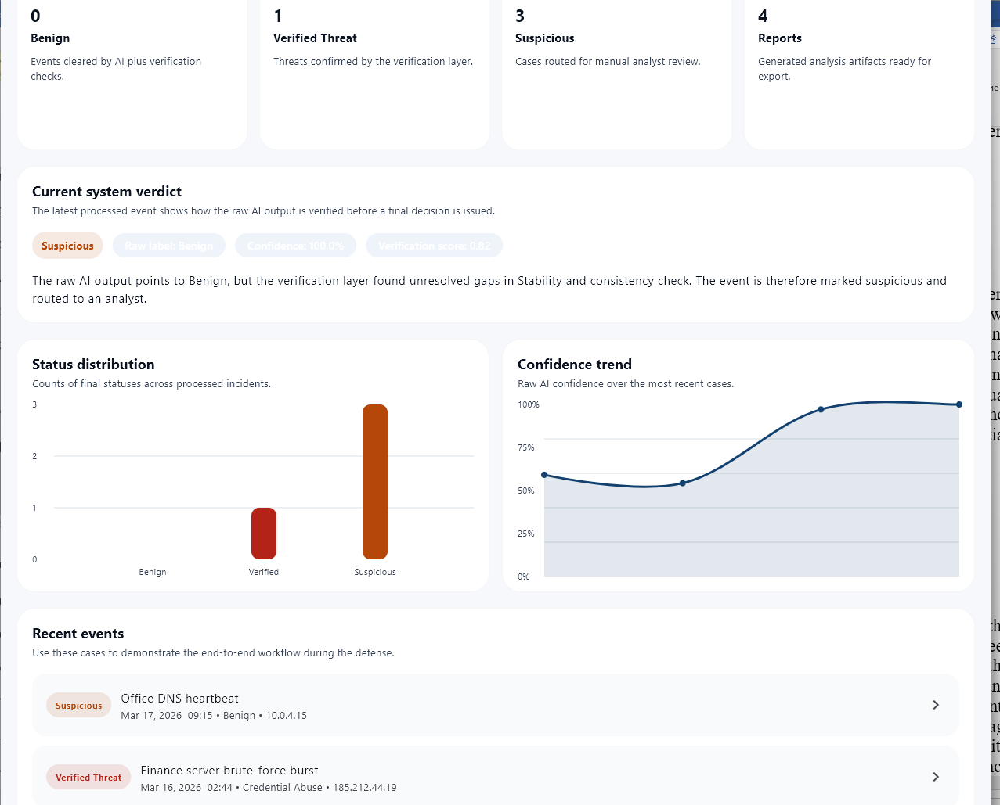 0
Benign
Events cleared by AI plus verification
checks.
1
Verified Threat
Threats confirmed by the verification layer.
3
Suspicious
Cases routed for manual analyst review.
4
Reports
Generated analysis artifacts ready for
export.
Current system verdict
The latest processed event shows how the raw AI output is verified before a final decision is issued.
Suspicious
Raw label: Benign
Confidence: 100.0%
Verification score: 0.82
The raw AI output points to Benign, but the verification layer found unresolved gaps in Stability and consistency check. The event is therefore marked suspicious and
routed to an analyst.
Status distribution
Counts of final statuses across processed incidents.
3
2
1
0
Benign
Verified
Suspicious
Confidence trend
Raw AI confidence over the most recent cases.
100%
75%
50%
25%
0%
Recent events
Use these cases to demonstrate the end-to-end workflow during the defense.
Suspicious
Office DNS heartbeat
Mar 17, 2026 09:15 • Benign • 10.0.4.15
Verified Threat
Finance server brute-force burst
Mar 16, 2026 02:44 • Credential Abuse • 185.212.44.19